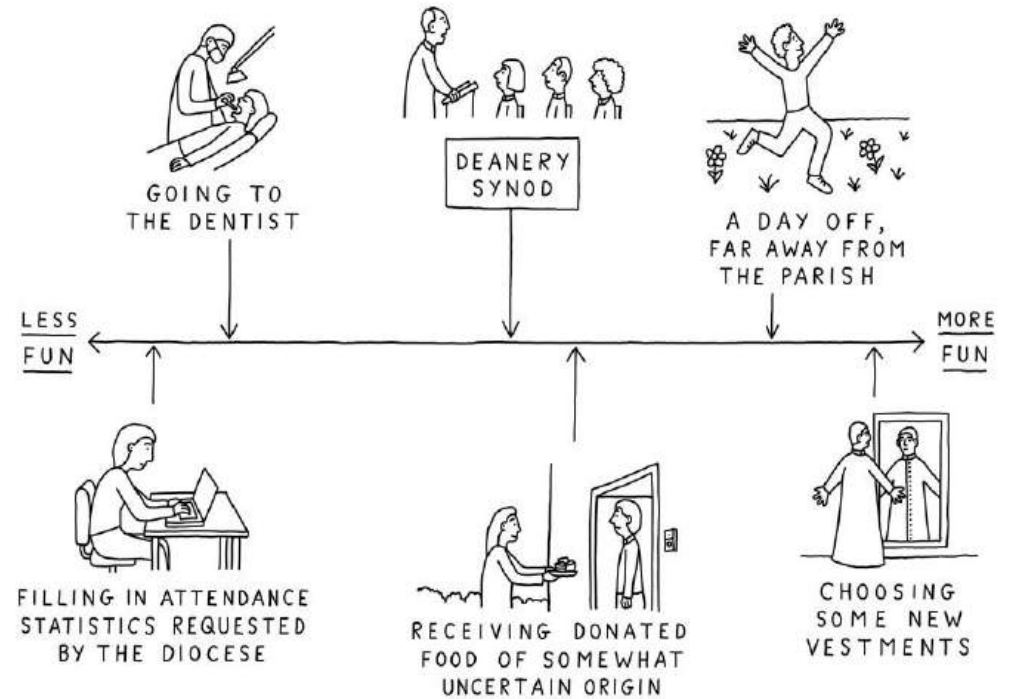 GOING TO
THE DENTIST
DEANERY
SYNOD
A DAY OFF,
FAR AWAY FROM
THE PARISH
LESS
FUN
MORE
FUN
FILLING IN ATTENDANCE
STATISTICS REQUESTED
BY THE DIOCESE
RECEIVING DONATED
FOOD OF SOMEWHAT
UNCERTAIN ORIGIN
CHOOSING
SOME NEW
VESTMENTS